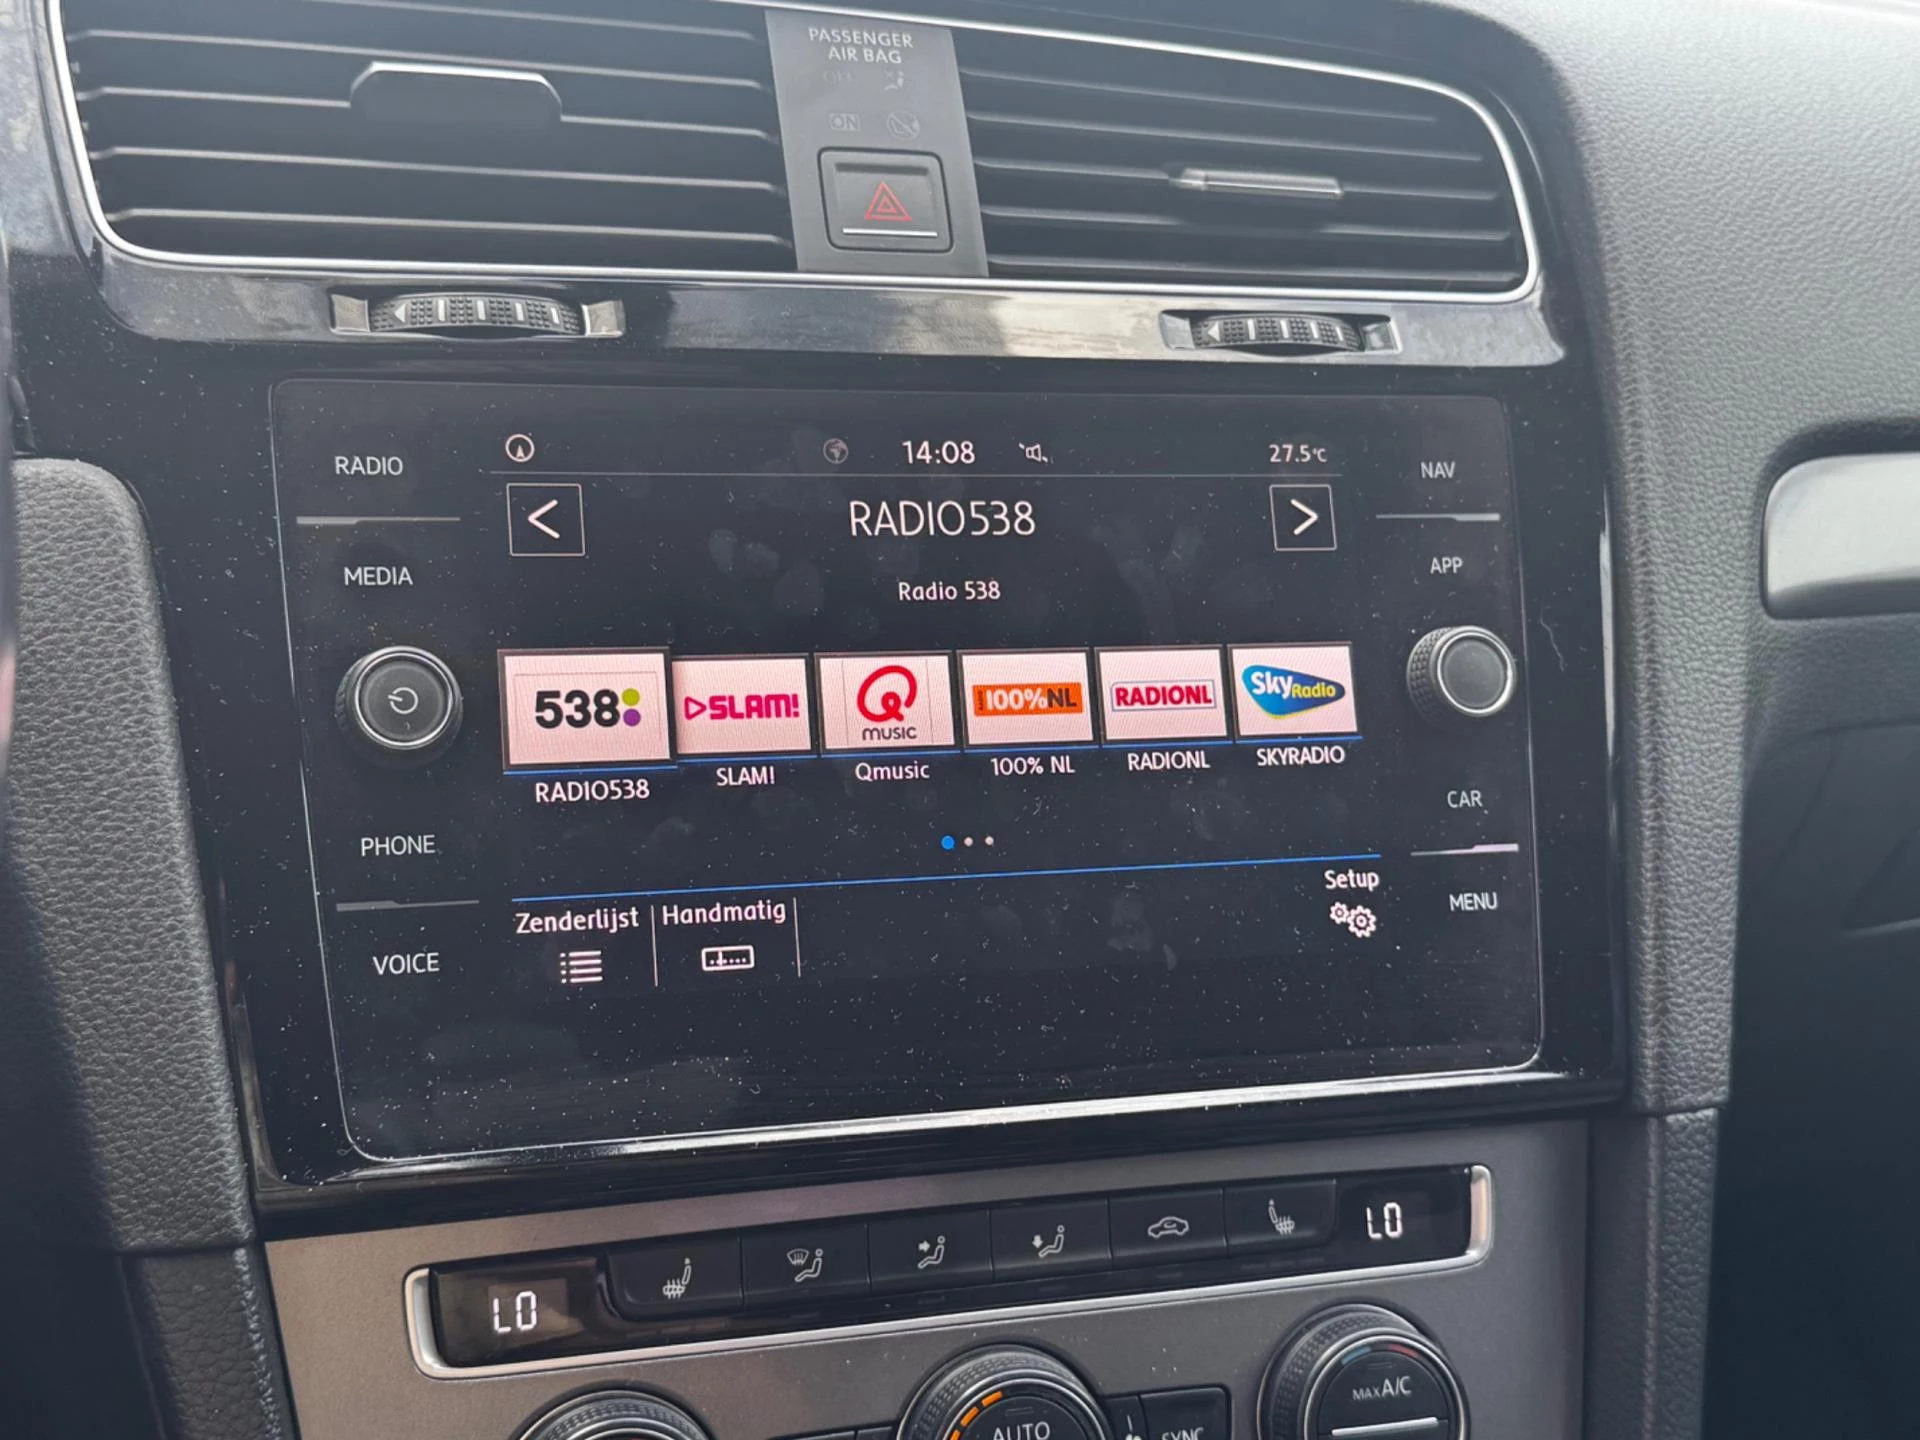 PASSENGER
AIR BAG
OFF
ON
RADIO
MEDIA
PHONE
VOICE
14:08
27.5°C
RADIO538
Radio 538
538
SLAM!
Q
MUSIC
100%NL
RADIONL
Sky Radio
RADIO538
SLAM!
Qmusic
100% NL
RADIONL
SKYRADIO
Zenderlijst
Handmatig
Setup
NAV
APP
CAR
MENU
LO
LO
AUTO
SYNC
MAX A/C